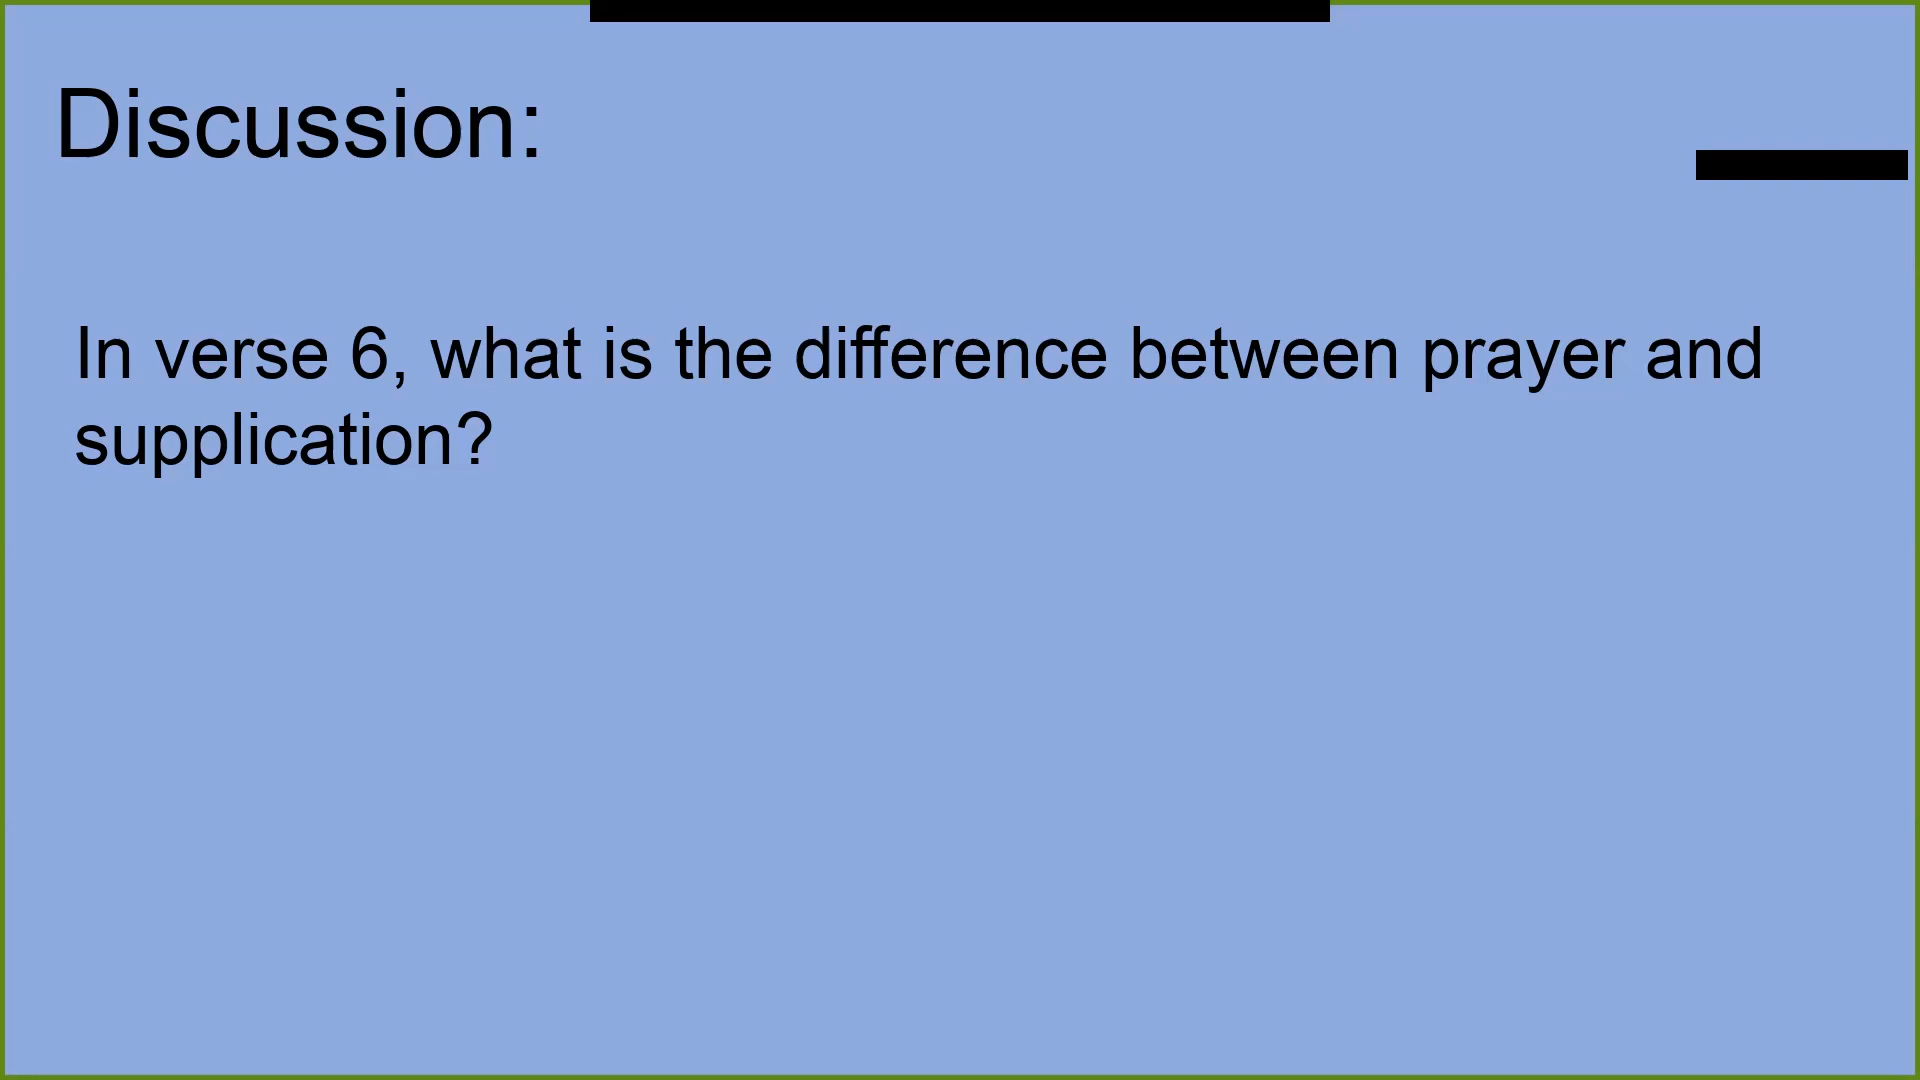 Discussion:
In verse 6, what is the difference between prayer and
supplication?